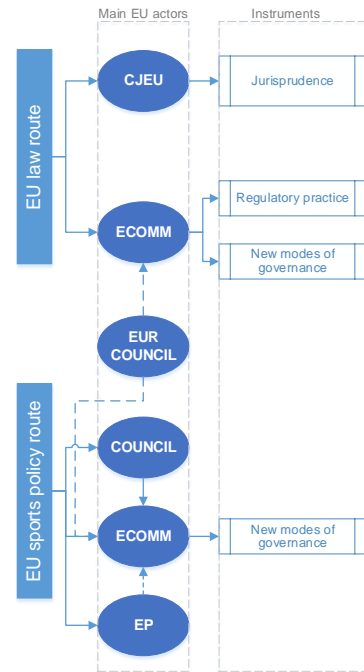 Main EU actors
Instruments
EU law route
CJEU
Jurisprudence
ECOMM
Regulatory practice
New modes of
governance
EUR
COUNCIL
EU sports policy route
COUNCIL
ECOMM
New modes of
governance
EP